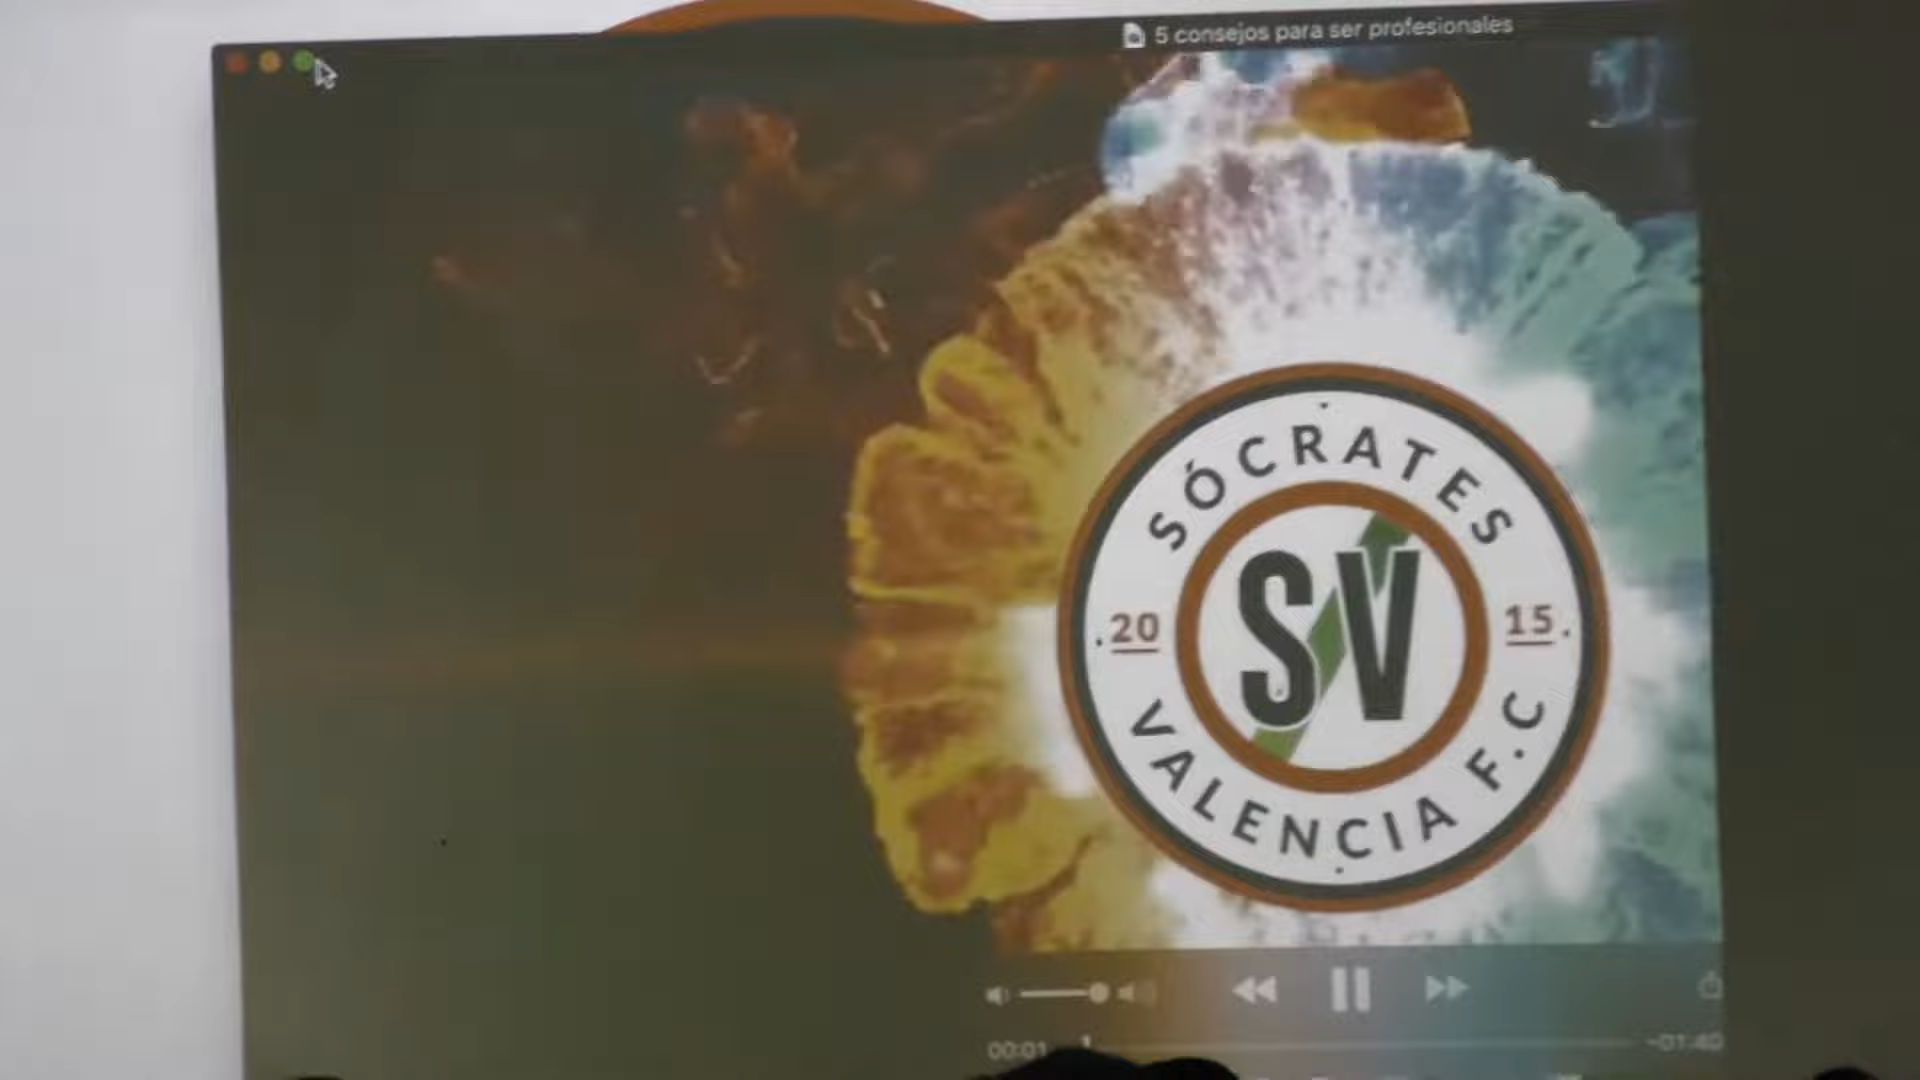 5 consejos para ser profesionales
SÓCRATES
20 SV 15
VALENCIA F.C
00:01 -01:40